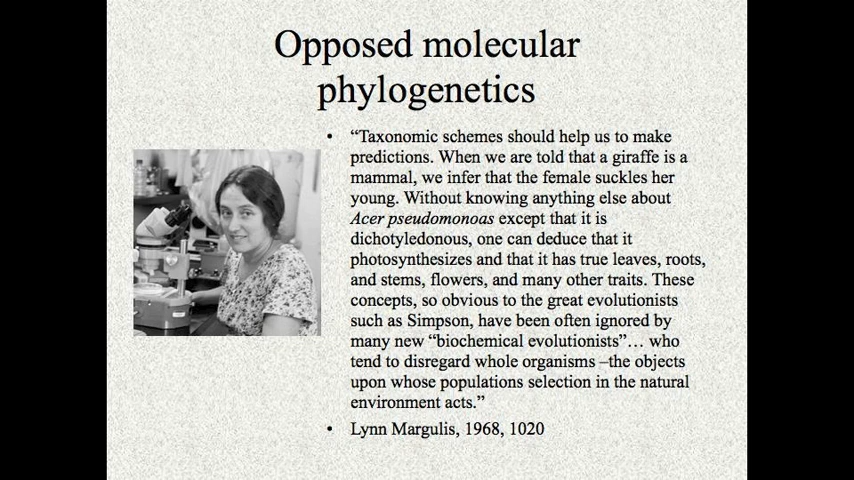 Opposed molecular
phylogenetics
• “Taxonomic schemes should help us to make
predictions. When we are told that a giraffe is a
mammal, we infer that the female suckles her
young. Without knowing anything else about
Acer pseudomonoas except that it is
dichotyledonous, one can deduce that it
photosynthesizes and that it has true leaves, roots,
and stems, flowers, and many other traits. These
concepts, so obvious to the great evolutionists
such as Simpson, have been often ignored by
many new “biochemical evolutionists”… who
tend to disregard whole organisms –the objects
upon whose populations selection in the natural
environment acts.”
• Lynn Margulis, 1968, 1020